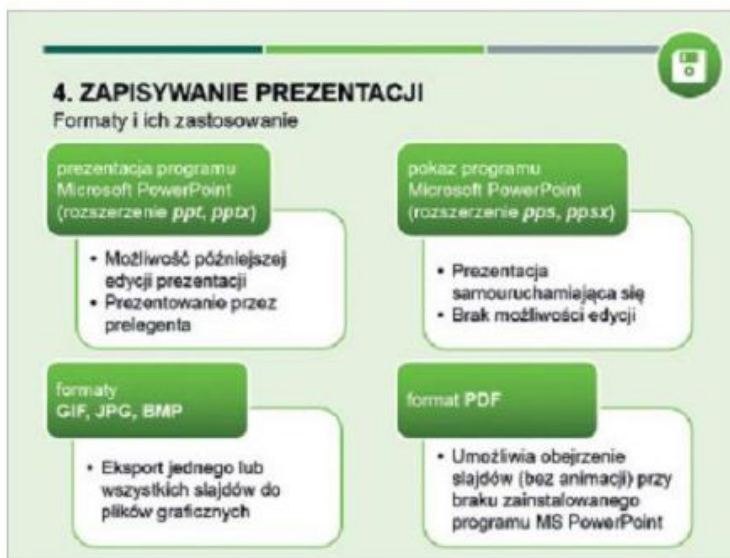 4. ZAPISYWANIE PREZENTACJI
Formaty i ich zastosowanie
prezentacja programu
Microsoft PowerPoint
(rozszerzenie ppt, pptx)
• Możliwość późniejszej
edycji prezentacji
• Prezentowanie przez
prelegenta
pokaz programu
Microsoft PowerPoint
(rozszerzenie pps, ppsx)
• Prezentacja
samouruchamiająca się
• Brak możliwości edycji
formaty
GIF, JPG, BMP
• Eksport jednego lub
wszystkich slajdów do
plików graficznych
format PDF
• Umożliwia obejrzenie
slajdów (bez animacji) przy
braku zainstalowanego
programu MS PowerPoint